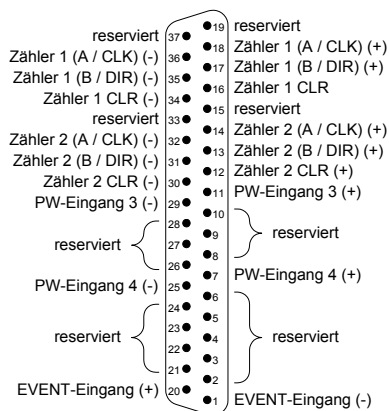 reserviert 37 19 reserviert
Zähler 1 (A / CLK) (-) 36 18 Zähler 1 (A / CLK) (+)
Zähler 1 (B / DIR) (-) 35 17 Zähler 1 (B / DIR) (+)
Zähler 1 CLR (-) 34 16 Zähler 1 CLR
reserviert 33 15 reserviert
Zähler 2 (A / CLK) (-) 32 14 Zähler 2 (A / CLK) (+)
Zähler 2 (B / DIR) (-) 31 13 Zähler 2 (B / DIR) (+)
Zähler 2 CLR (-) 30 12 Zähler 2 CLR (+)
PW-Eingang 3 (-) 29 11 PW-Eingang 3 (+)
28 10
reserviert 27 9 reserviert
26 8
PW-Eingang 4 (-) 25 7 PW-Eingang 4 (+)
24 6
23 5
reserviert 22 4 reserviert
21 3
2
EVENT-Eingang (+) 20 1 EVENT-Eingang (-)